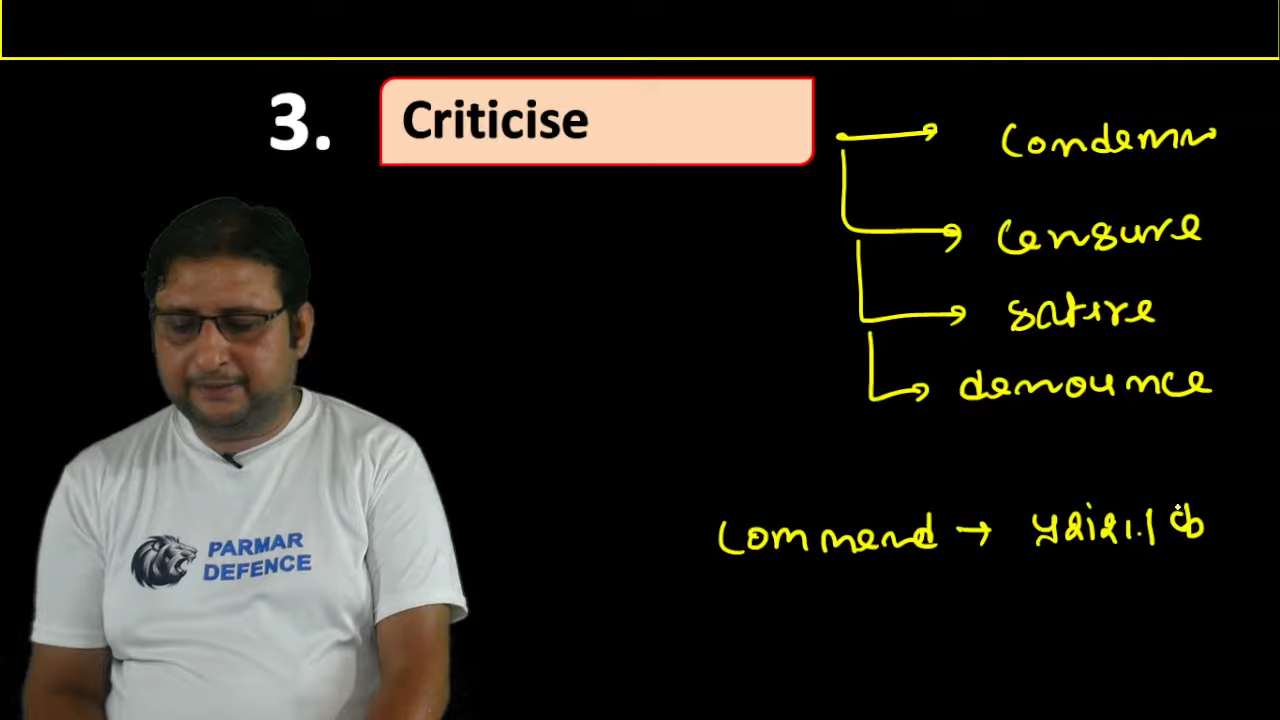 3. Criticise
Condemn
Censure
satire
denounce
Commend →
PARMAR
DEFENCE